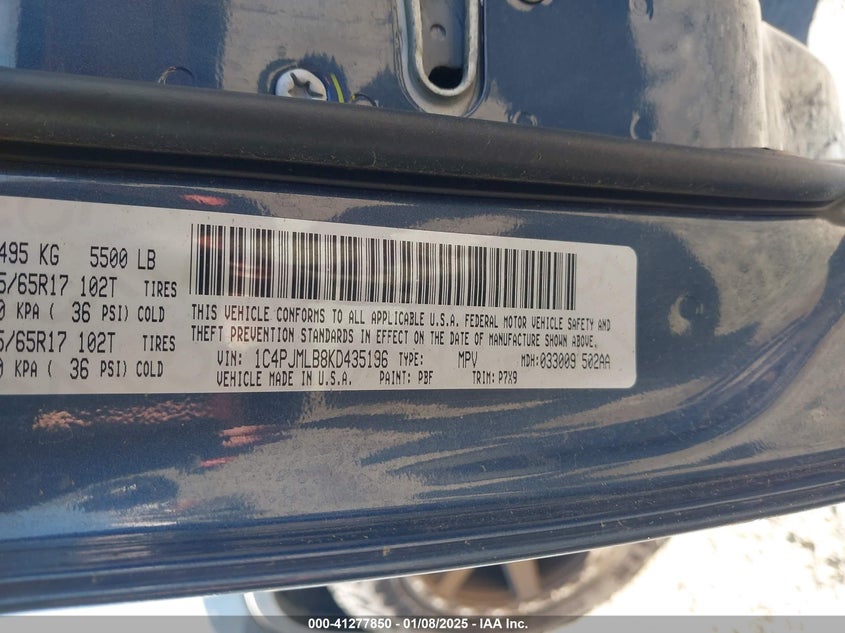 495 KG 5500 LB
5/65R17 102T TIRES
0 KPA ( 36 PSI) COLD
5/65R17 102T TIRES
0 KPA ( 36 PSI) COLD
THIS VEHICLE CONFORMS TO ALL APPLICABLE U.S.A. FEDERAL MOTOR VEHICLE SAFETY AND
THEFT PREVENTION STANDARDS IN EFFECT ON THE DATE OF MANUFACTURE SHOWN ABOVE.
VIN: 1C4PJMLB8KD435196 TYPE: MPV MDH:033009 502AA
VEHICLE MADE IN U.S.A. PAINT: PBF TRIM: P7X9
000-41277850 - 01/08/2025 - IAA Inc.